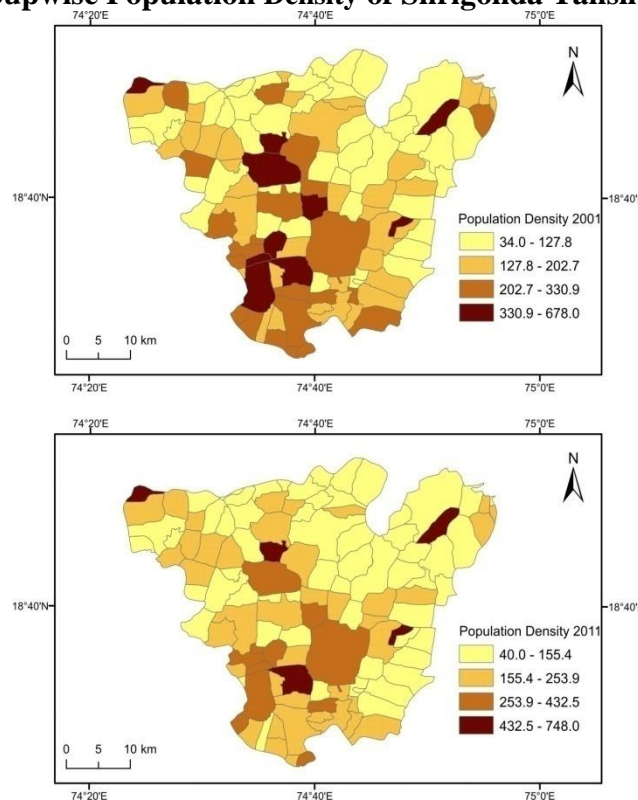 Population Density of Shrigonda
74°20'E 74°40'E 75°0'E
N
18°40'N 18°40'N
Population Density 2001
34.0 - 127.8
127.8 - 202.7
202.7 - 330.9
330.9 - 678.0
0 5 10 km
74°20'E 74°40'E 75°0'E
74°20'E 74°40'E 75°0'E
N
18°40'N 18°40'N
Population Density 2011
40.0 - 155.4
155.4 - 253.9
253.9 - 432.5
432.5 - 748.0
0 5 10 km
74°20'E 74°40'E 75°0'E